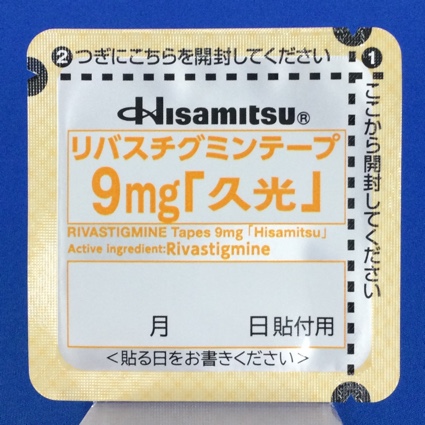 ❷つぎにこちらを開封してください
❶ここから開封してください
HISAMITSU®
リバスチグミンテープ
9mg「久光」
RIVASTIGMINE Tapes 9mg「Hisamitsu」
Active ingredient:Rivastigmine
月 日貼付用
<貼る日をお書きください>